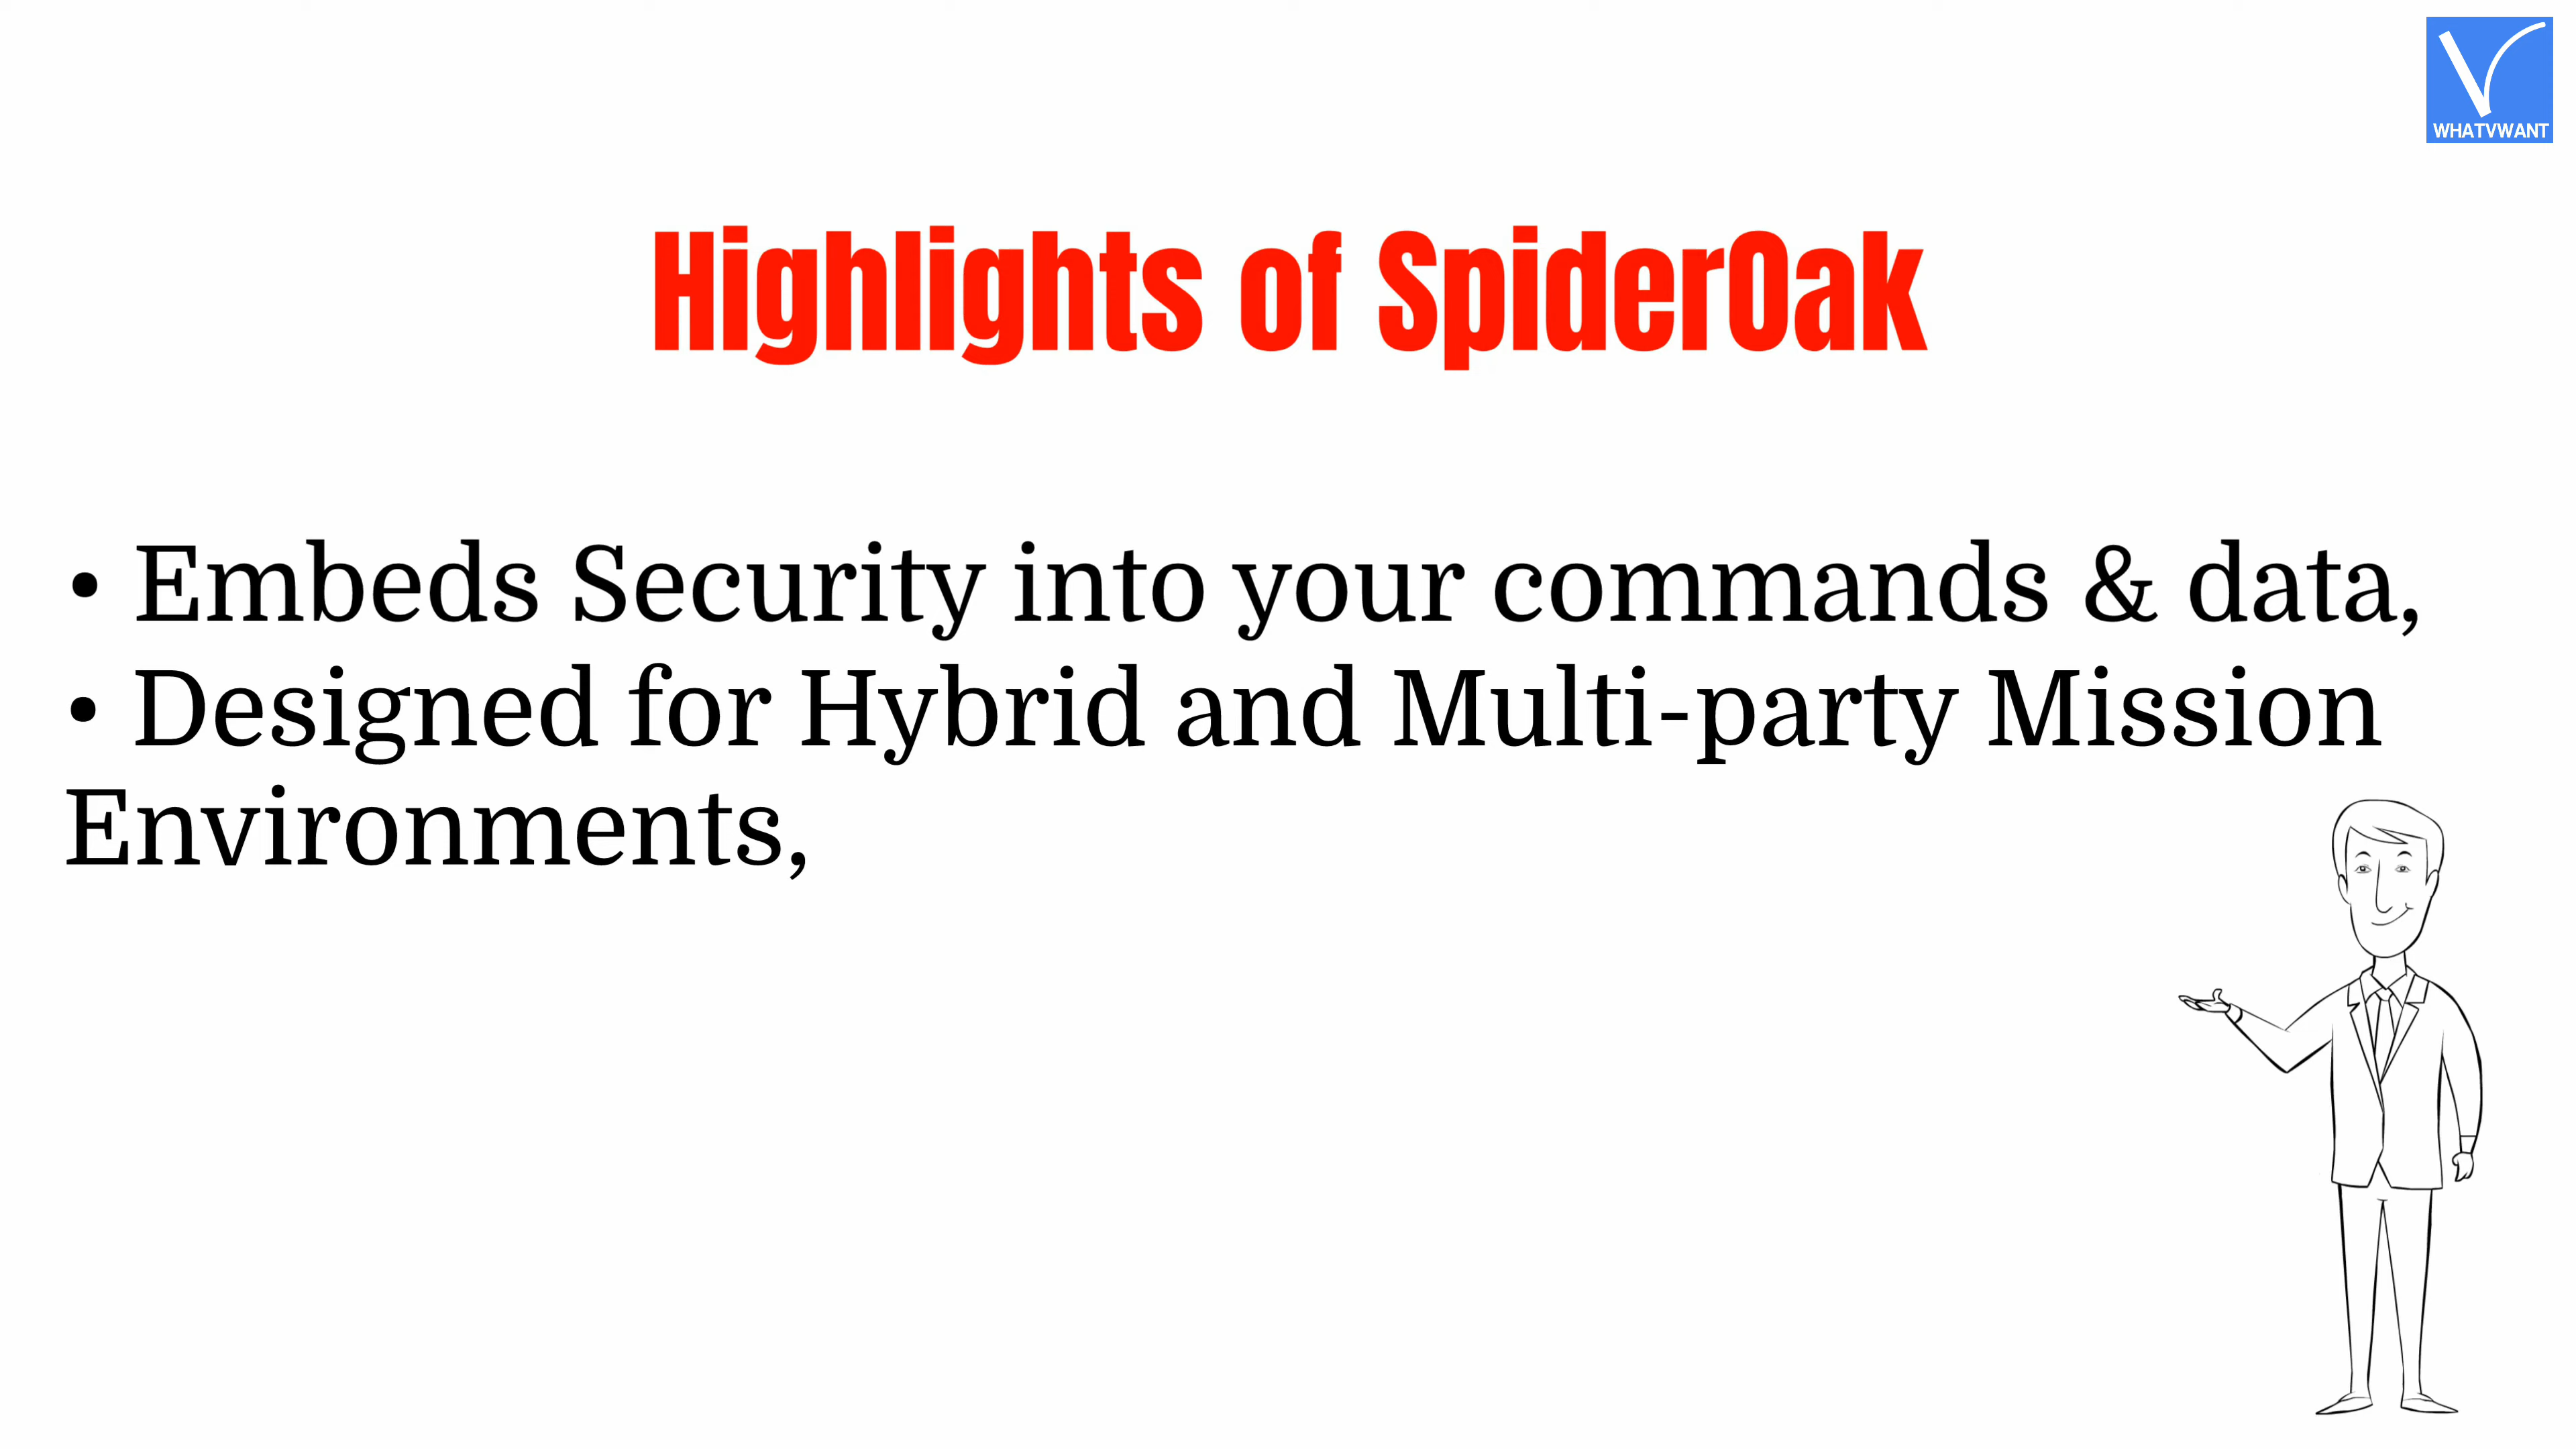 WHATVWANT
Highlights of SpiderOak
• Embeds Security into your commands & data,
• Designed for Hybrid and Multi-party Mission
Environments,